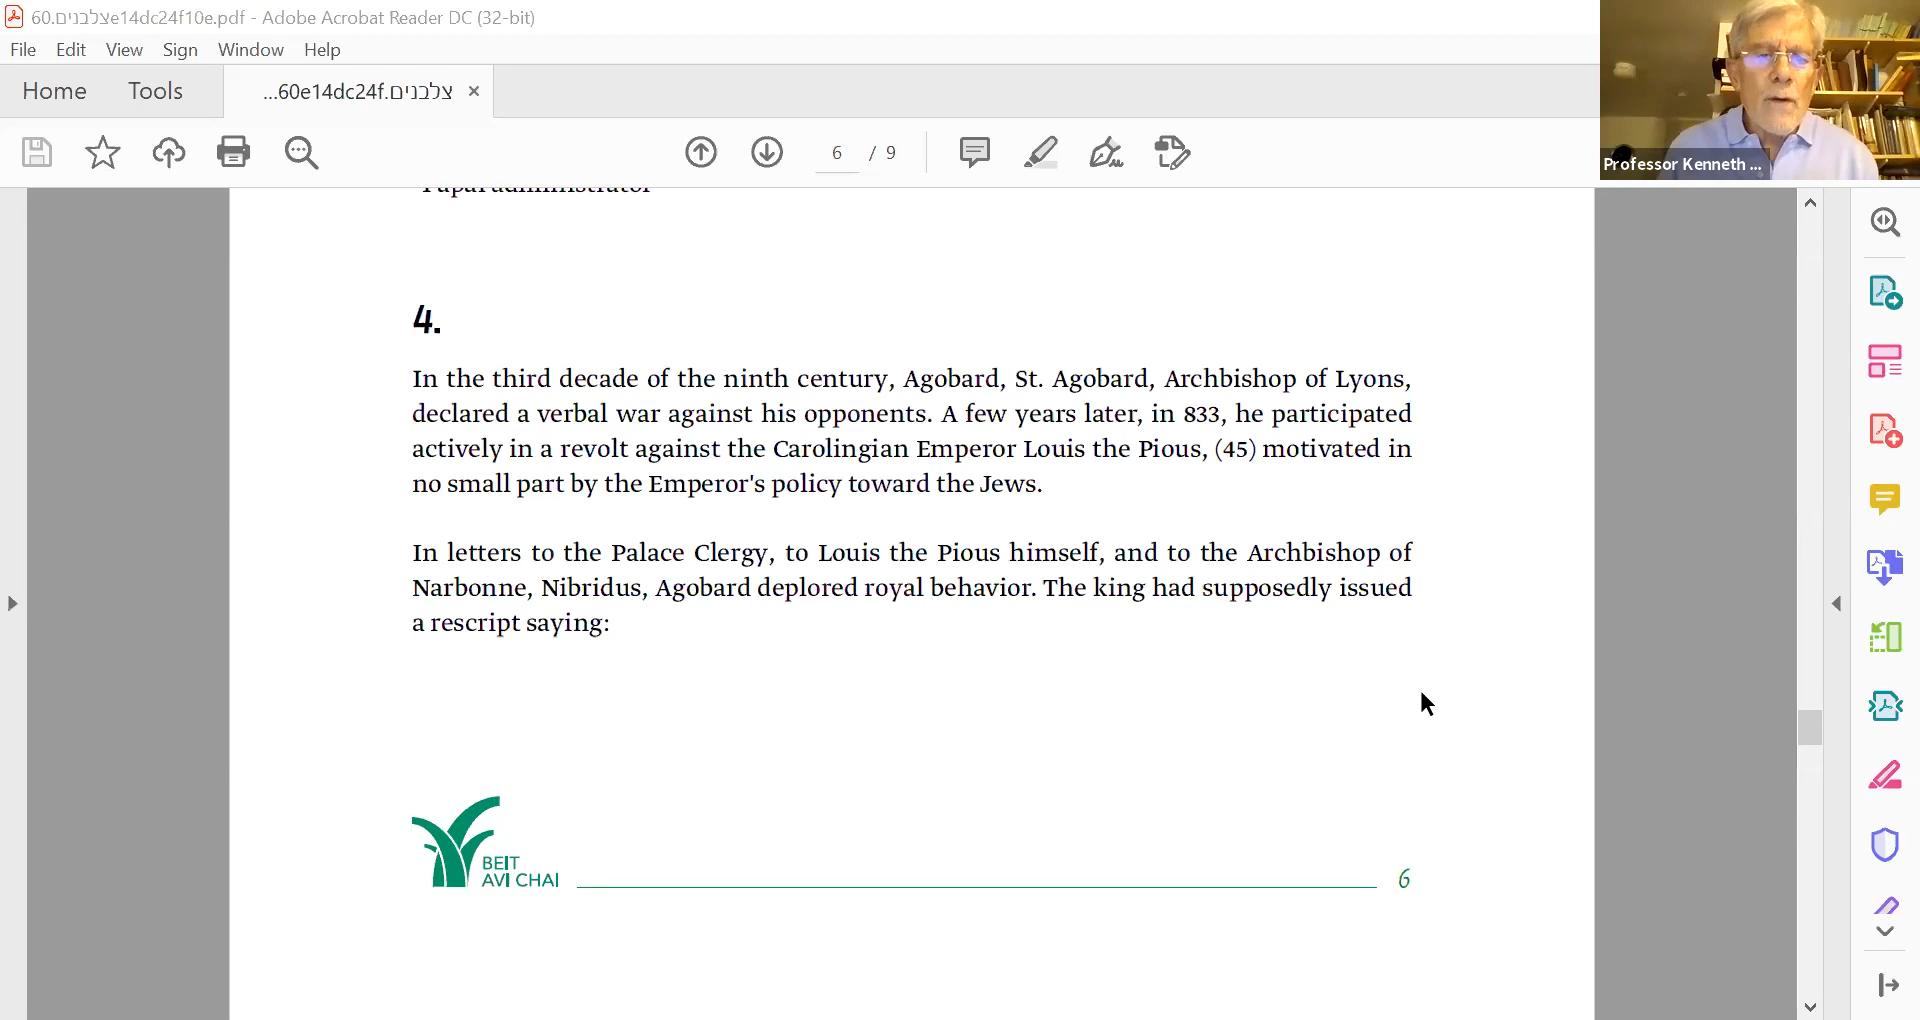 60.צלבנים e14dc24f10e.pdf - Adobe Acrobat Reader DC (32-bit)
File Edit View Sign Window Help
Home Tools ...60e14dc24f.צלבנים ×
6 / 9
Professor Kenneth ...
Papal administrator
4.
In the third decade of the ninth century, Agobard, St. Agobard, Archbishop of Lyons,
declared a verbal war against his opponents. A few years later, in 833, he participated
actively in a revolt against the Carolingian Emperor Louis the Pious, (45) motivated in
no small part by the Emperor's policy toward the Jews.
In letters to the Palace Clergy, to Louis the Pious himself, and to the Archbishop of
Narbonne, Nibridus, Agobard deplored royal behavior. The king had supposedly issued
a rescript saying:
BEIT
AVI CHAI
6